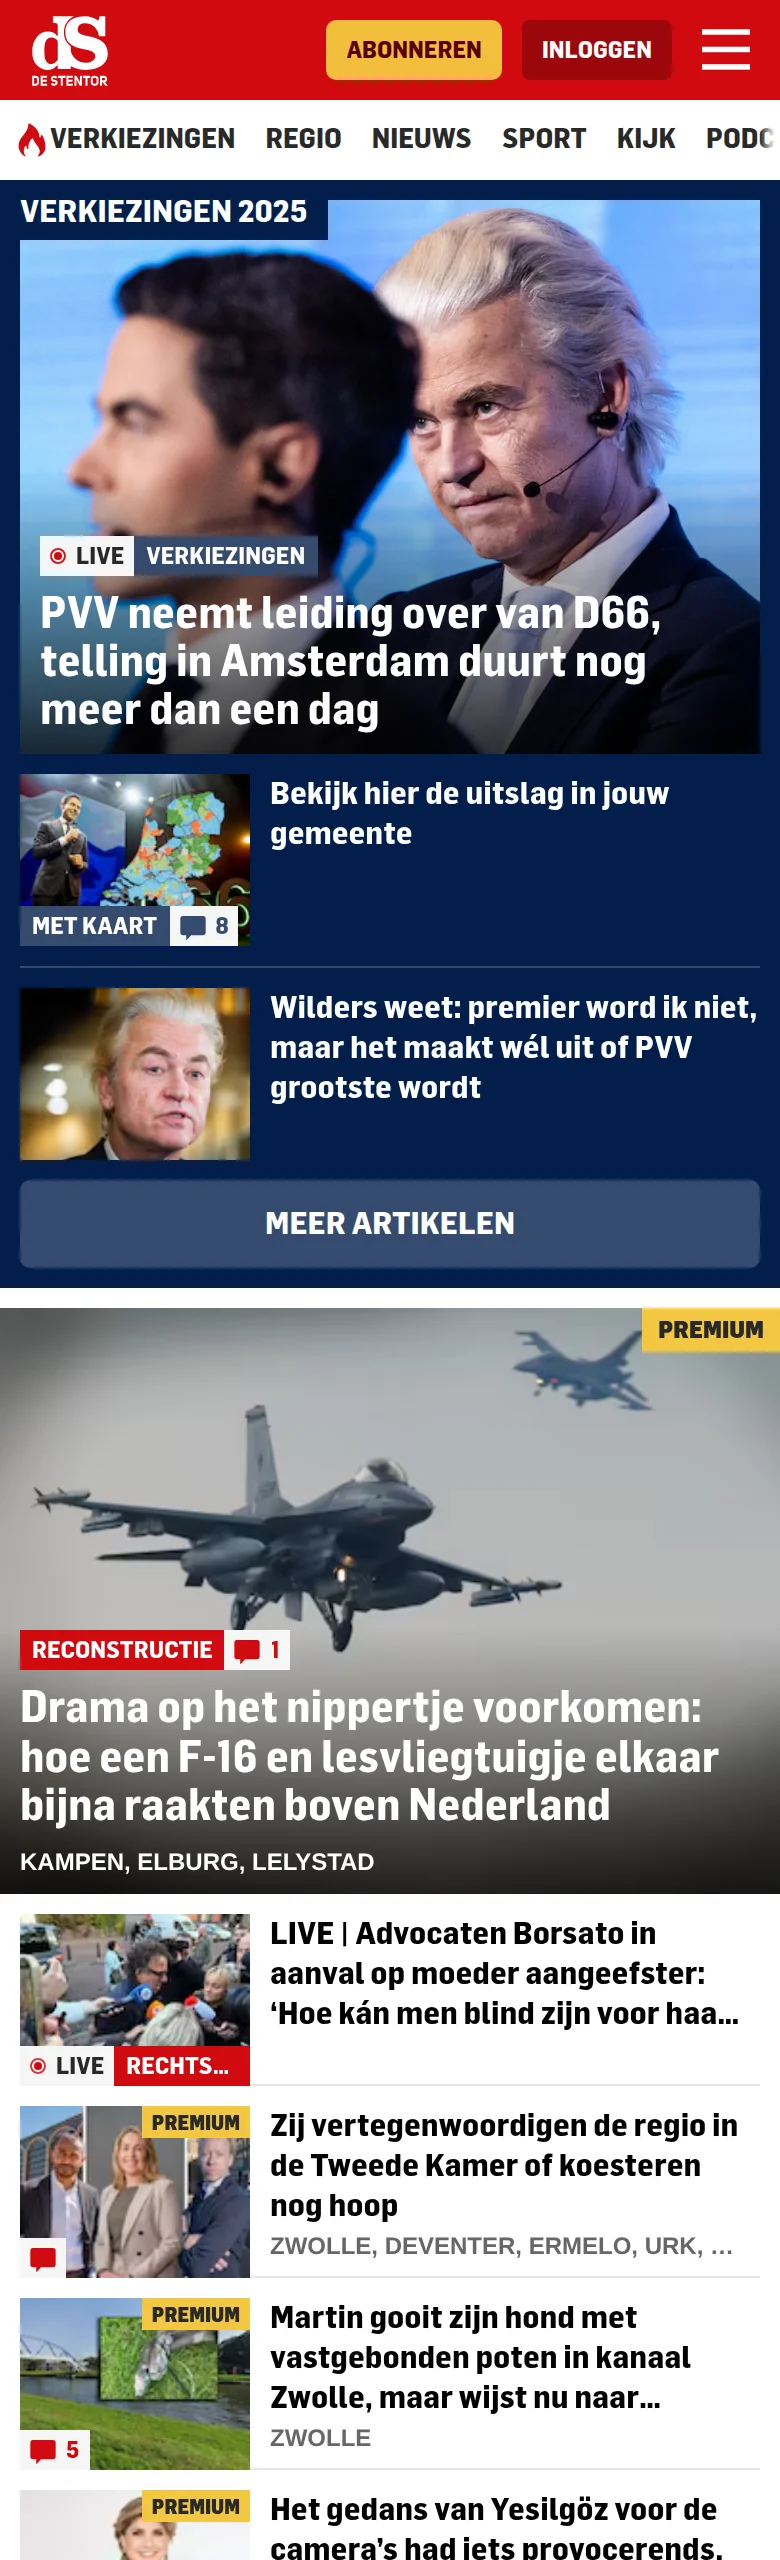 dS
DE STENTOR
ABONNEREN
INLOGGEN
VERKIEZINGEN REGIO NIEUWS SPORT KIJK PODC
VERKIEZINGEN 2025
LIVE VERKIEZINGEN
PVV neemt leiding over van D66,
telling in Amsterdam duurt nog
meer dan een dag
Bekijk hier de uitslag in jouw
gemeente
MET KAART 8
Wilders weet: premier word ik niet,
maar het maakt wél uit of PVV
grootste wordt
MEER ARTIKELEN
PREMIUM
RECONSTRUCTIE 1
Drama op het nippertje voorkomen:
hoe een F-16 en lesvliegtuigje elkaar
bijna raakten boven Nederland
KAMPEN, ELBURG, LELYSTAD
LIVE | Advocaten Borsato in
aanval op moeder aangeefster:
‘Hoe kán men blind zijn voor haa...
LIVE RECHTS...
PREMIUM
Zij vertegenwoordigen de regio in
de Tweede Kamer of koesteren
nog hoop
ZWOLLE, DEVENTER, ERMELO, URK, ...
PREMIUM
Martin gooit zijn hond met
vastgebonden poten in kanaal
Zwolle, maar wijst nu naar...
ZWOLLE
5
PREMIUM
Het gedans van Yesilgöz voor de
camera’s had iets provocerends.